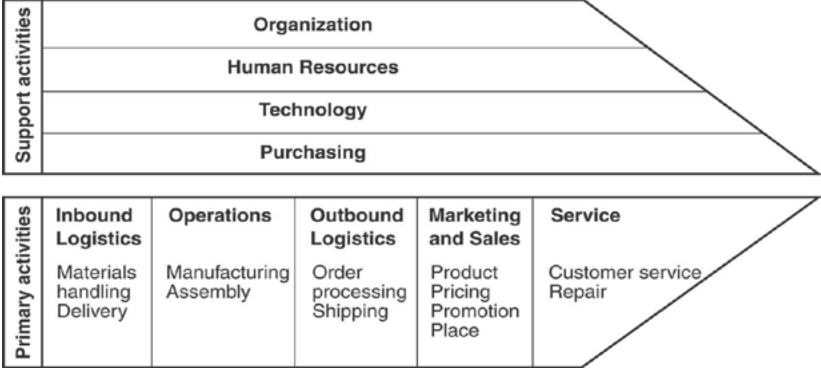 Support activities
Organization
Human Resources
Technology
Purchasing
Primary activities
Inbound
Logistics
Materials
handling
Delivery
Operations
Manufacturing
Assembly
Outbound
Logistics
Order
processing
Shipping
Marketing
and Sales
Product
Pricing
Promotion
Place
Service
Customer service
Repair